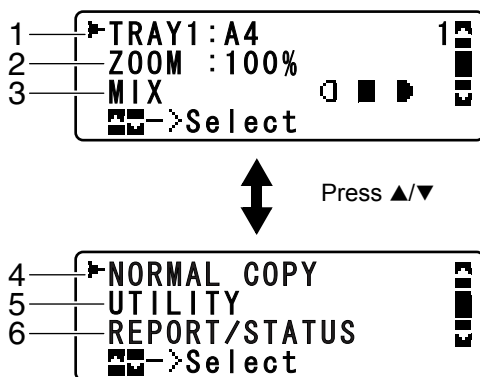 1 TRAY1:A4 1
2 ZOOM :100%
3 MIX
->Select
Press ▲/▼
4 NORMAL COPY
5 UTILITY
6 REPORT/STATUS
->Select